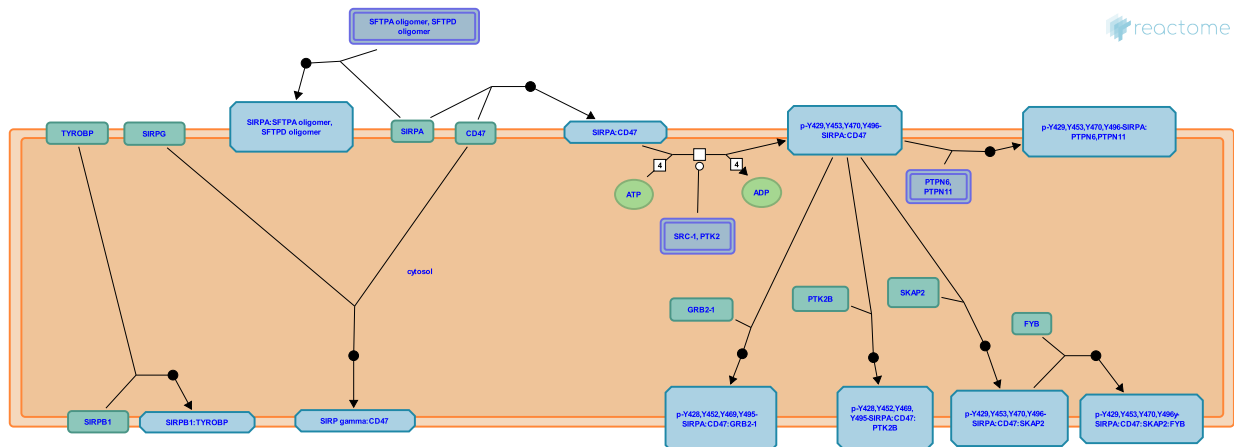 SFTPA oligomer, SFTPD
oligomer
reactome
TYROBP
SIRPG
SIRPA:SFTPA oligomer,
SFTPD oligomer
SIRPA
CD47
SIRPA:CD47
p-Y429,Y453,Y470,Y496-
SIRPA:CD47
p-Y429,Y453,Y470,Y496-SIRPA:
PTPN6,PTPN11
4
4
ATP
ADP
PTPN6,
PTPN11
SRC-1, PTK2
cytosol
GRB2-1
PTK2B
SKAP2
FYB
SIRPB1
SIRPB1:TYROBP
SIRP gamma:CD47
p-Y428,Y452,Y469,Y495-
SIRPA:CD47:GRB2-1
p-Y428,Y452,Y469,
Y495-SIRPA:CD47:
PTK2B
p-Y429,Y453,Y470,Y496-
SIRPA:CD47:SKAP2
p-Y429,Y453,Y470,Y496y-
SIRPA:CD47:SKAP2:FYB